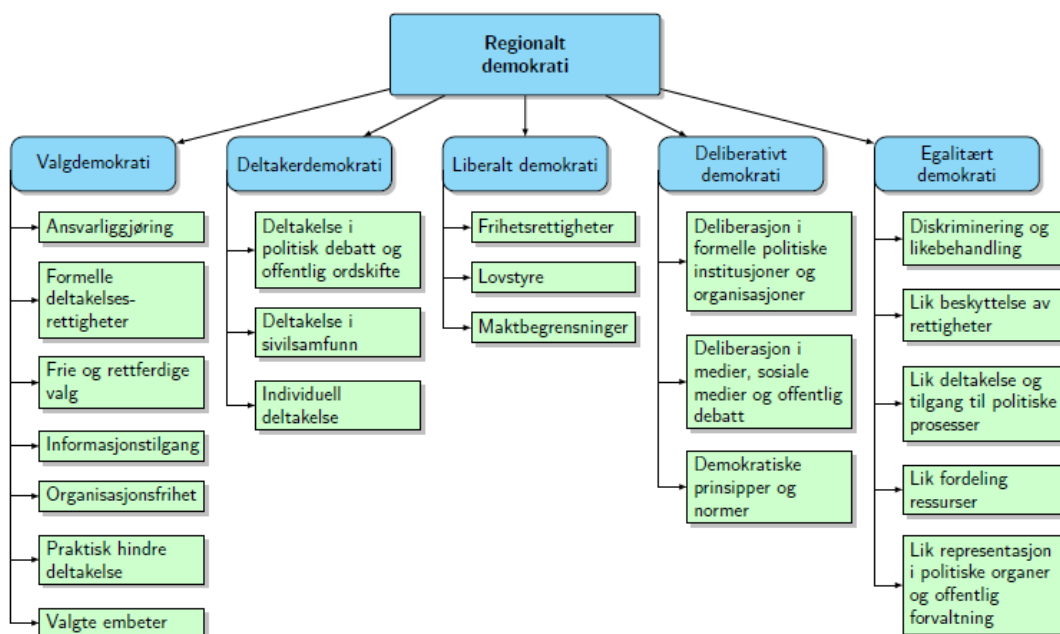 Regionalt
demokrati
Valgdemokrati
Ansvarliggjøring
Formelle
deltakelses-
rettigheter
Frie og rettferdige
valg
Informasjonstilgang
Organisasjonsfrihet
Praktisk hindre
deltakelse
Valgte embeter
Deltakerdemokrati
Deltakelse i
politisk debatt og
offentlig ordskifte
Deltakelse i
sivilsamfunn
Individuell
deltakelse
Liberalt demokrati
Frihetsrettigheter
Lovstyre
Maktbegrensninger
Deliberativt
demokrati
Deliberasjon i
formelle politiske
institusjoner og
organisasjoner
Deliberasjon i
medier, sosiale
medier og offentlig
debatt
Demokratiske
prinsipper og
normer
Egalitært
demokrati
Diskriminering og
likebehandling
Lik beskyttelse av
rettigheter
Lik deltakelse og
tilgang til politiske
prosesser
Lik fordeling
ressurser
Lik representasjon
i politiske organer
og offentlig
forvaltning